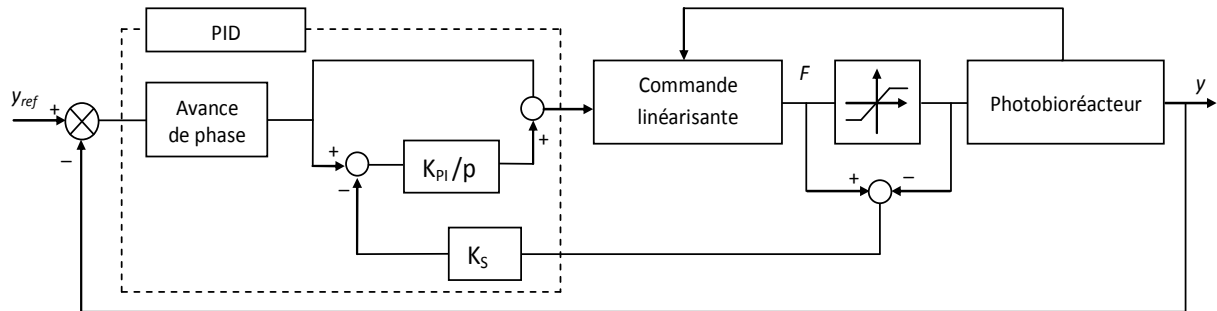 PID
y_ref
+
−
Avance
de phase
+
−
K_PI/p
+
K_S
Commande
linéarisante
F
+
−
Photobioréacteur
y